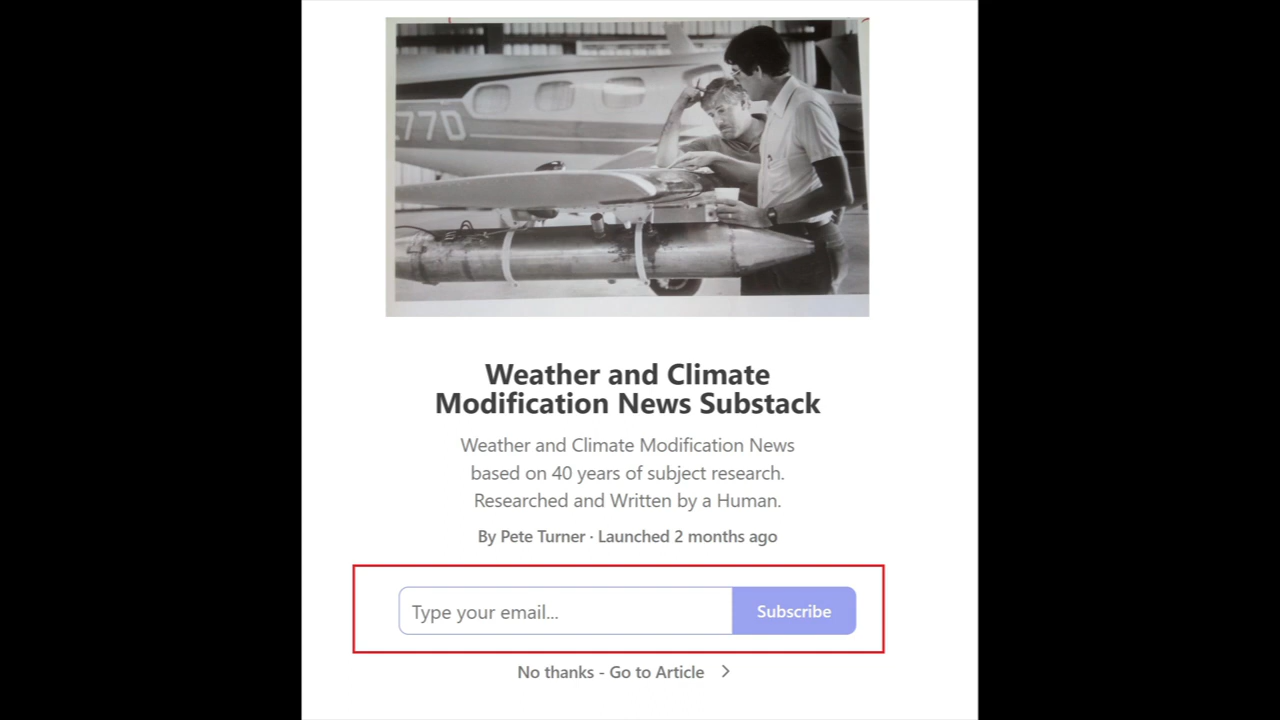 77D
Weather and Climate
Modification News Substack
Weather and Climate Modification News
based on 40 years of subject research.
Researched and Written by a Human.
By Pete Turner · Launched 2 months ago
Type your email...
Subscribe
No thanks - Go to Article